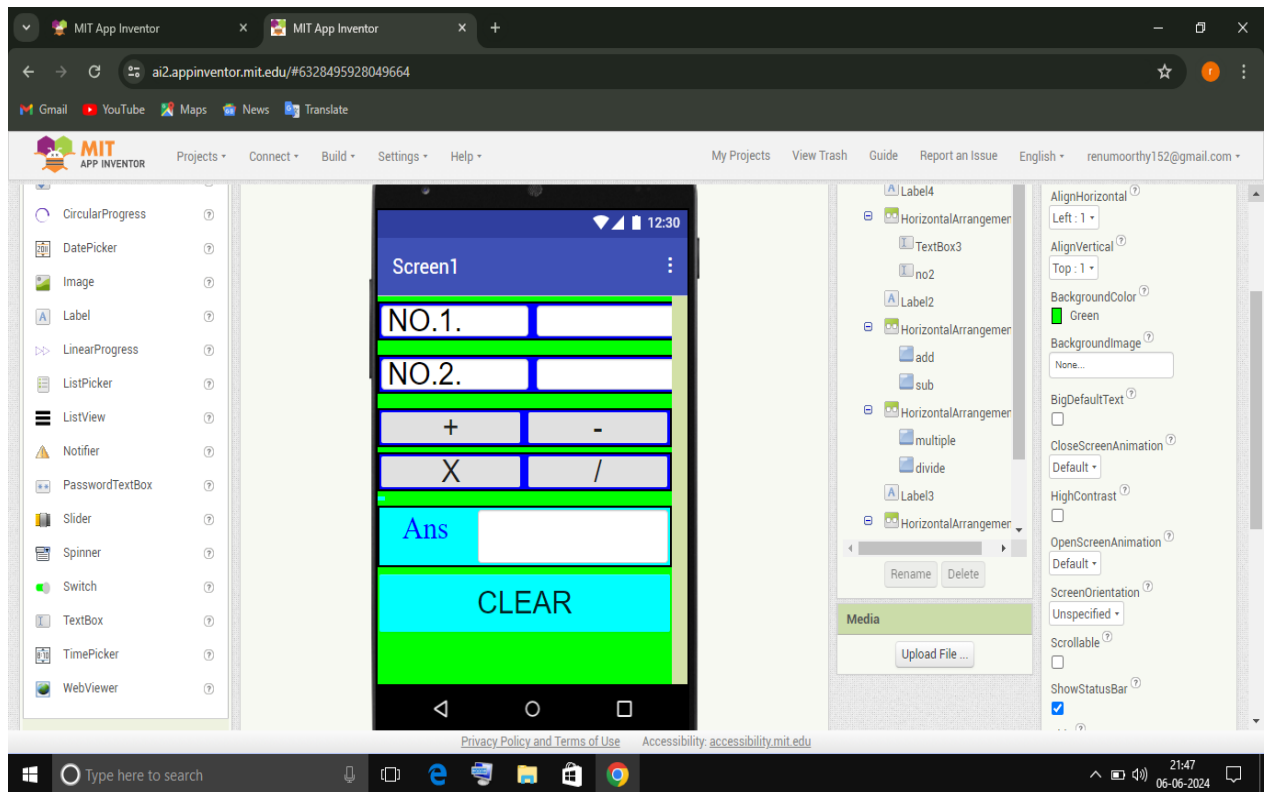 MIT App Inventor
MIT App Inventor
ai2.appinventor.mit.edu/#6328495928049664
Gmail YouTube Maps News Translate
MIT
APP INVENTOR
Projects Connect Build Settings Help My Projects View Trash Guide Report an Issue English renumoorthy152@gmail.com
CircularProgress
DatePicker
Image
Label
LinearProgress
ListPicker
ListView
Notifier
PasswordTextBox
Slider
Spinner
Switch
TextBox
TimePicker
WebViewer
12:30
Screen1
NO.1.
NO.2.
+ -
X /
Ans
CLEAR
Label4
HorizontalArrangemen
TextBox3
no2
Label2
HorizontalArrangemen
add
sub
HorizontalArrangemen
multiple
divide
Label3
HorizontalArrangemen
Rename Delete
Media
Upload File ...
AlignHorizontal
Left : 1
AlignVertical
Top : 1
BackgroundColor
Green
BackgroundImage
None...
BigDefaultText
CloseScreenAnimation
Default
HighContrast
OpenScreenAnimation
Default
ScreenOrientation
Unspecified
Scrollable
ShowStatusBar
Privacy Policy and Terms of Use Accessibility: accessibility.mit.edu
Type here to search
21:47
06-06-2024